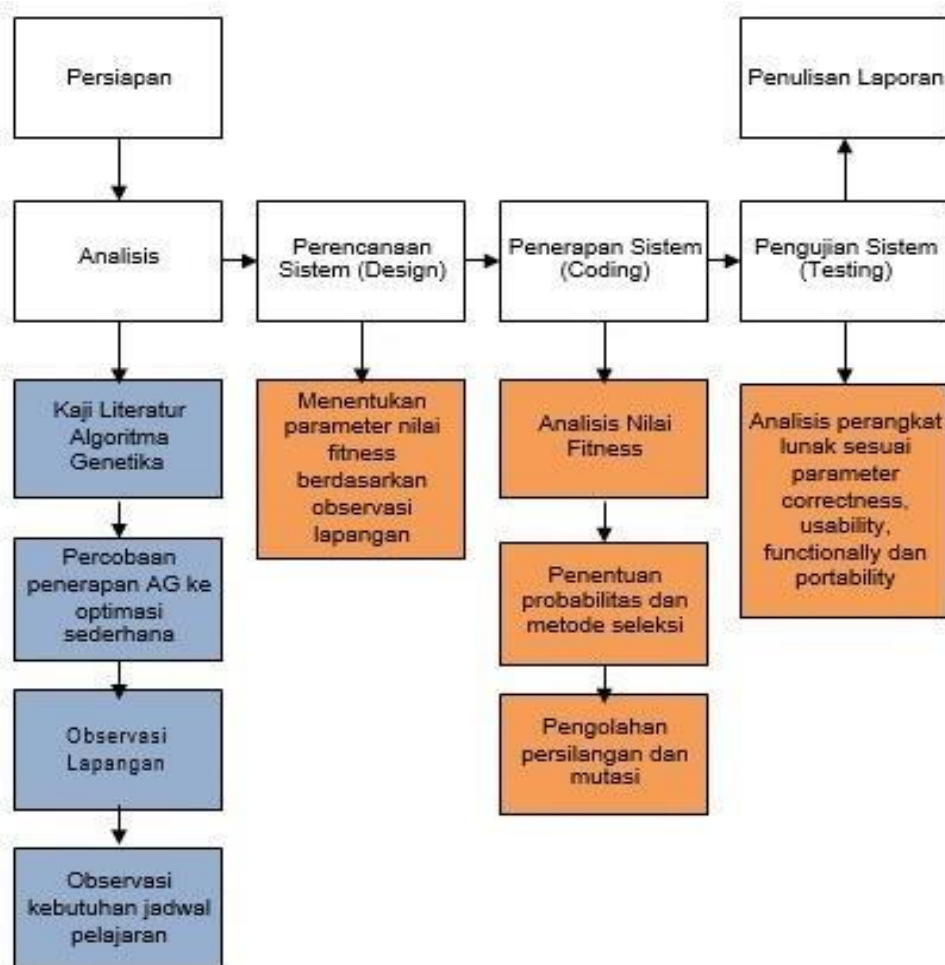 Persiapan
Penulisan Laporan
Analisis
Perencanaan
Sistem (Design)
Penerapan Sistem
(Coding)
Pengujian Sistem
(Testing)
Kaji Literatur
Algoritma
Genetika
Menentukan
parameter nilai
fitness
berdasarkan
observasi
lapangan
Analisis Nilai
Fitness
Analisis perangkat
lunak sesuai
parameter
correctness,
usability,
functionally dan
portability
Percobaan
penerapan AG ke
optimasi
sederhana
Penentuan
probabilitas dan
metode seleksi
Observasi
Lapangan
Pengolahan
persilangan dan
mutasi
Observasi
kebutuhan jadwal
pelajaran